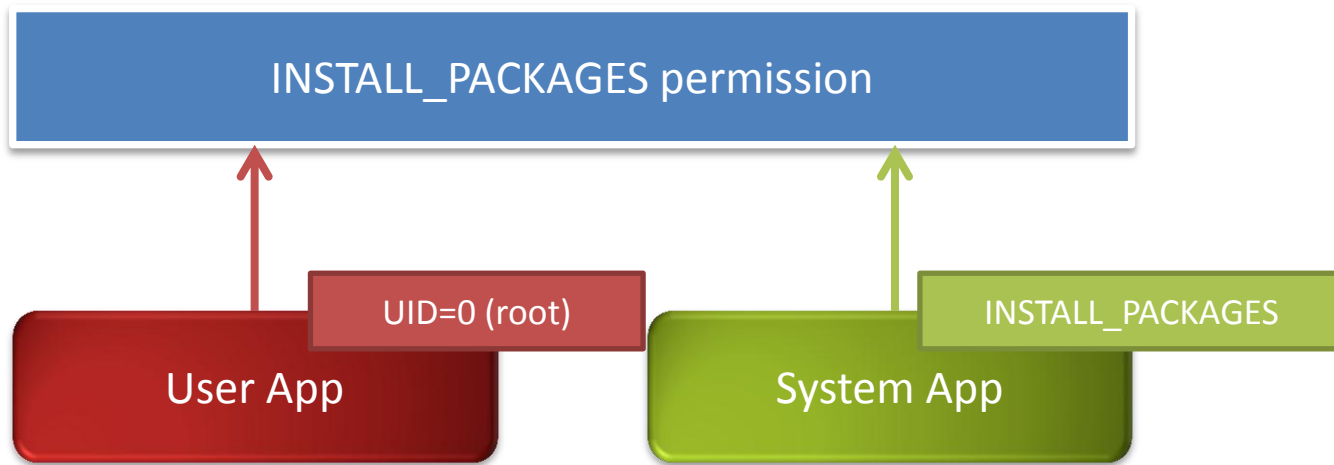 INSTALL_PACKAGES permission
UID=0 (root)
INSTALL_PACKAGES
User App
System App